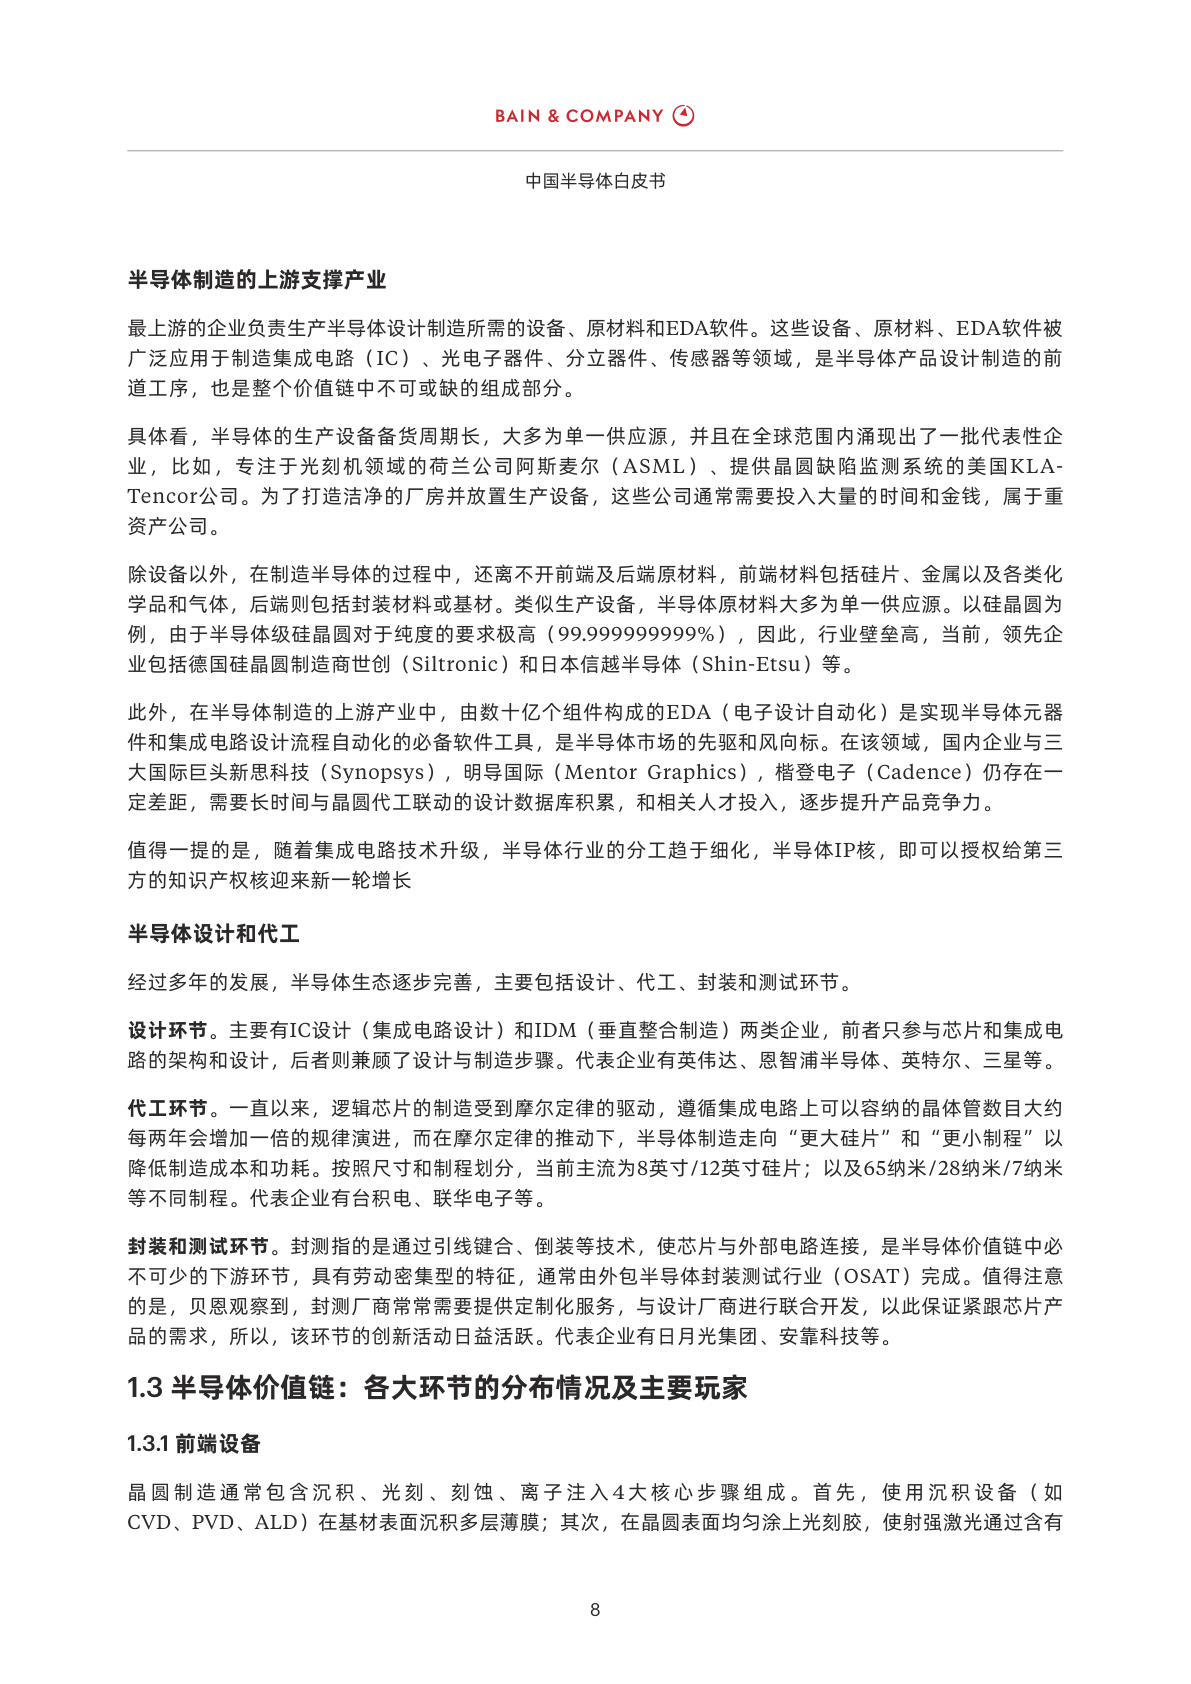 BAIN & COMPANY
中国半导体白皮书
半导体制造的上游支撑产业
最上游的企业负责生产半导体设计制造所需的设备、原材料和EDA软件。这些设备、原材料、EDA软件被
广泛应用于制造集成电路（IC）、光电子器件、分立器件、传感器等领域，是半导体产品设计制造的前
道工序，也是整个价值链中不可或缺的组成部分。
具体看，半导体的生产设备备货周期长，大多为单一供应源，并且在全球范围内涌现出了一批代表性企
业，比如，专注于光刻机领域的荷兰公司阿斯麦尔（ASML）、提供晶圆缺陷监测系统的美国KLA-
Tencor公司。为了打造洁净的厂房并放置生产设备，这些公司通常需要投入大量的时间和金钱，属于重
资产公司。
除设备以外，在制造半导体的过程中，还离不开前端及后端原材料，前端材料包括硅片、金属以及各类化
学品和气体，后端则包括封装材料或基材。类似生产设备，半导体原材料大多为单一供应源。以硅晶圆为
例，由于半导体级硅晶圆对于纯度的要求极高（99.999999999%），因此，行业壁垒高，当前，领先企
业包括德国硅晶圆制造商世创（Siltronic）和日本信越半导体（Shin-Etsu）等。
此外，在半导体制造的上游产业中，由数十亿个组件构成的EDA（电子设计自动化）是实现半导体元器
件和集成电路设计流程自动化的必备软件工具，是半导体市场的先驱和风向标。在该领域，国内企业与三
大国际巨头新思科技（Synopsys），明导国际（Mentor Graphics），楷登电子（Cadence）仍存在一
定差距，需要长时间与晶圆代工联动的设计数据库积累，和相关人才投入，逐步提升产品竞争力。
值得一提的是，随着集成电路技术升级，半导体行业的分工趋于细化，半导体IP核，即可以授权给第三
方的知识产权核迎来新一轮增长
半导体设计和代工
经过多年的发展，半导体生态逐步完善，主要包括设计、代工、封装和测试环节。
设计环节。主要有IC设计（集成电路设计）和IDM（垂直整合制造）两类企业，前者只参与芯片和集成电
路的架构和设计，后者则兼顾了设计与制造步骤。代表企业有英伟达、恩智浦半导体、英特尔、三星等。
代工环节。一直以来，逻辑芯片的制造受到摩尔定律的驱动，遵循集成电路上可以容纳的晶体管数目大约
每两年会增加一倍的规律演进，而在摩尔定律的推动下，半导体制造走向“更大硅片”和“更小制程”以
降低制造成本和功耗。按照尺寸和制程划分，当前主流为8英寸/12英寸硅片；以及65纳米/28纳米/7纳米
等不同制程。代表企业有台积电、联华电子等。
封装和测试环节。封测指的是通过引线键合、倒装等技术，使芯片与外部电路连接，是半导体价值链中必
不可少的下游环节，具有劳动密集型的特征，通常由外包半导体封装测试行业（OSAT）完成。值得注意
的是，贝恩观察到，封测厂商常常需要提供定制化服务，与设计厂商进行联合开发，以此保证紧跟芯片产
品的需求，所以，该环节的创新活动日益活跃。代表企业有日月光集团、安靠科技等。
1.3 半导体价值链：各大环节的分布情况及主要玩家
1.3.1 前端设备
晶圆制造通常包含沉积、光刻、刻蚀、离子注入4大核心步骤组成。首先，使用沉积设备（如
CVD、PVD、ALD）在基材表面沉积多层薄膜；其次，在晶圆表面均匀涂上光刻胶，使射强激光通过含有
8